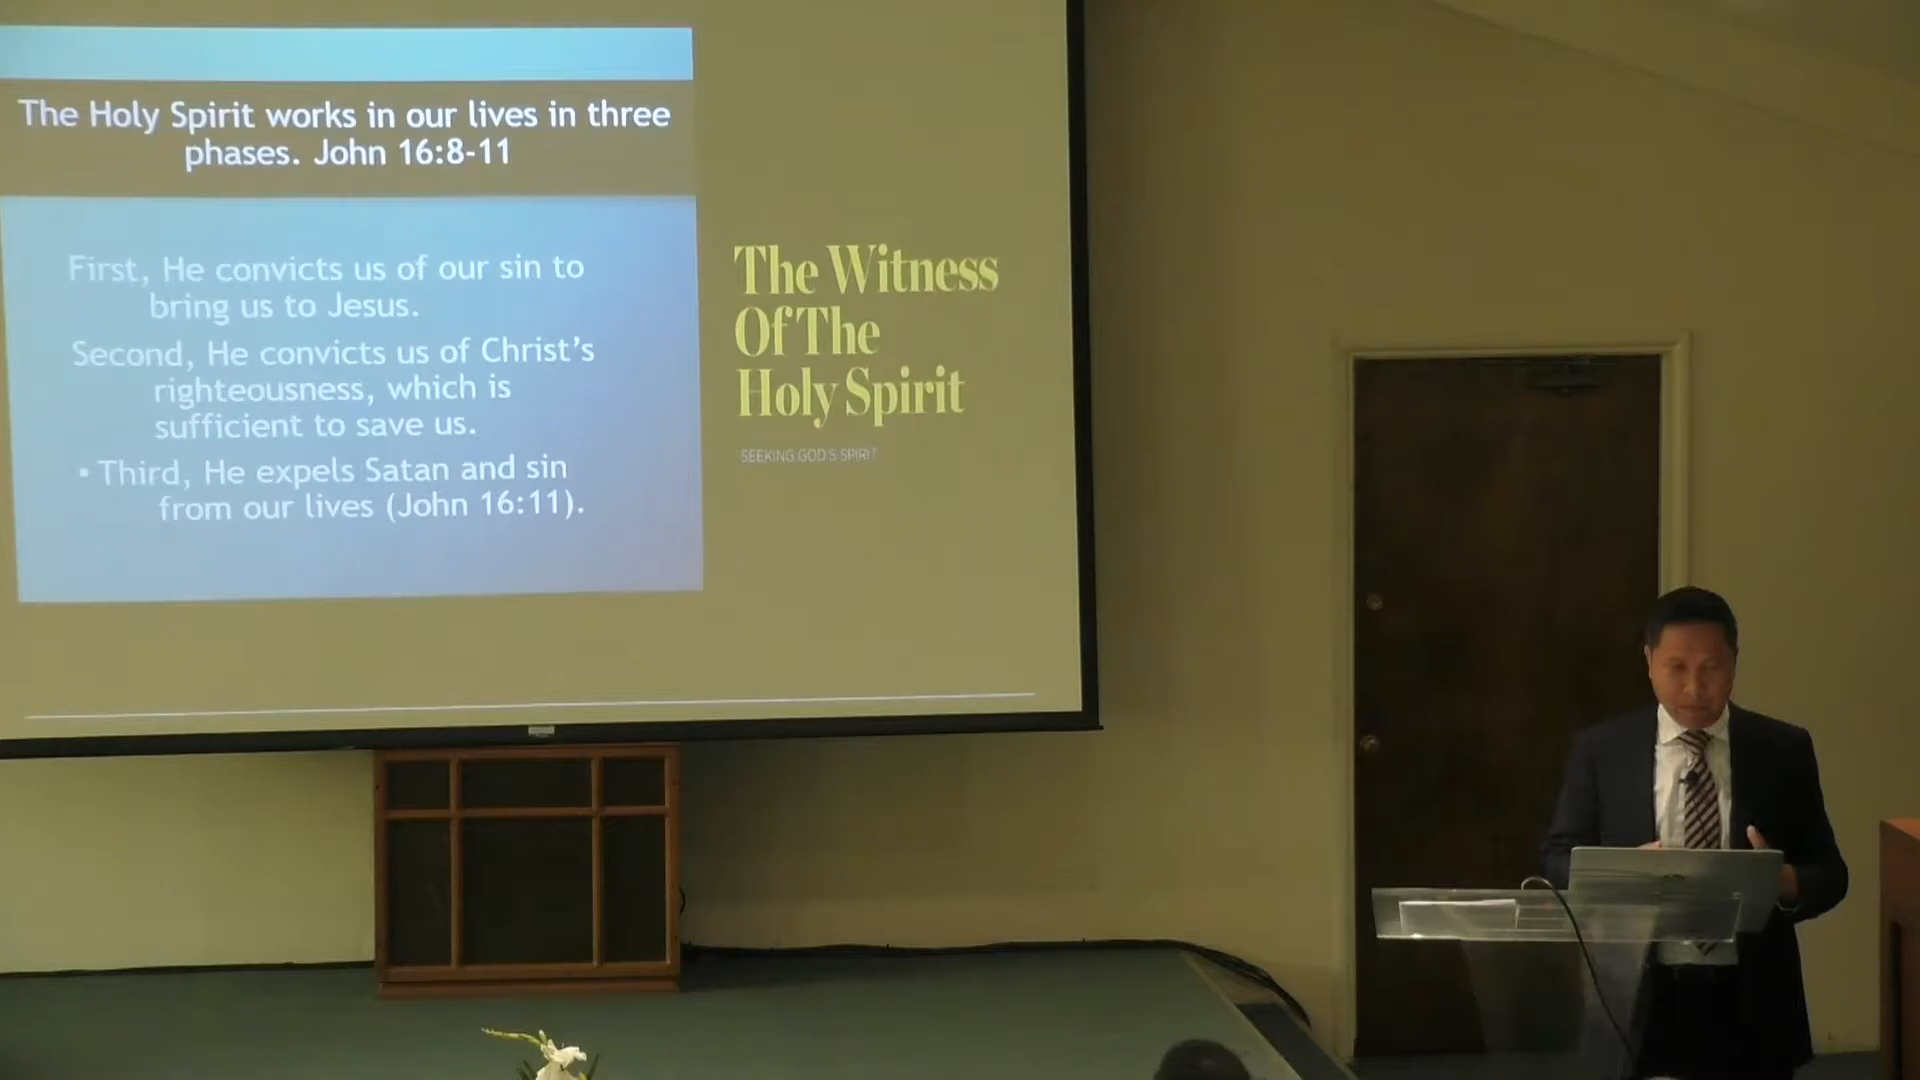 The Holy Spirit works in our lives in three
phases. John 16:8-11
First, He convicts us of our sin to
bring us to Jesus.
Second, He convicts us of Christ’s
righteousness, which is
sufficient to save us.
• Third, He expels Satan and sin
from our lives (John 16:11).
The Witness
Of The
Holy Spirit
SEEKING GOD'S SPIRIT